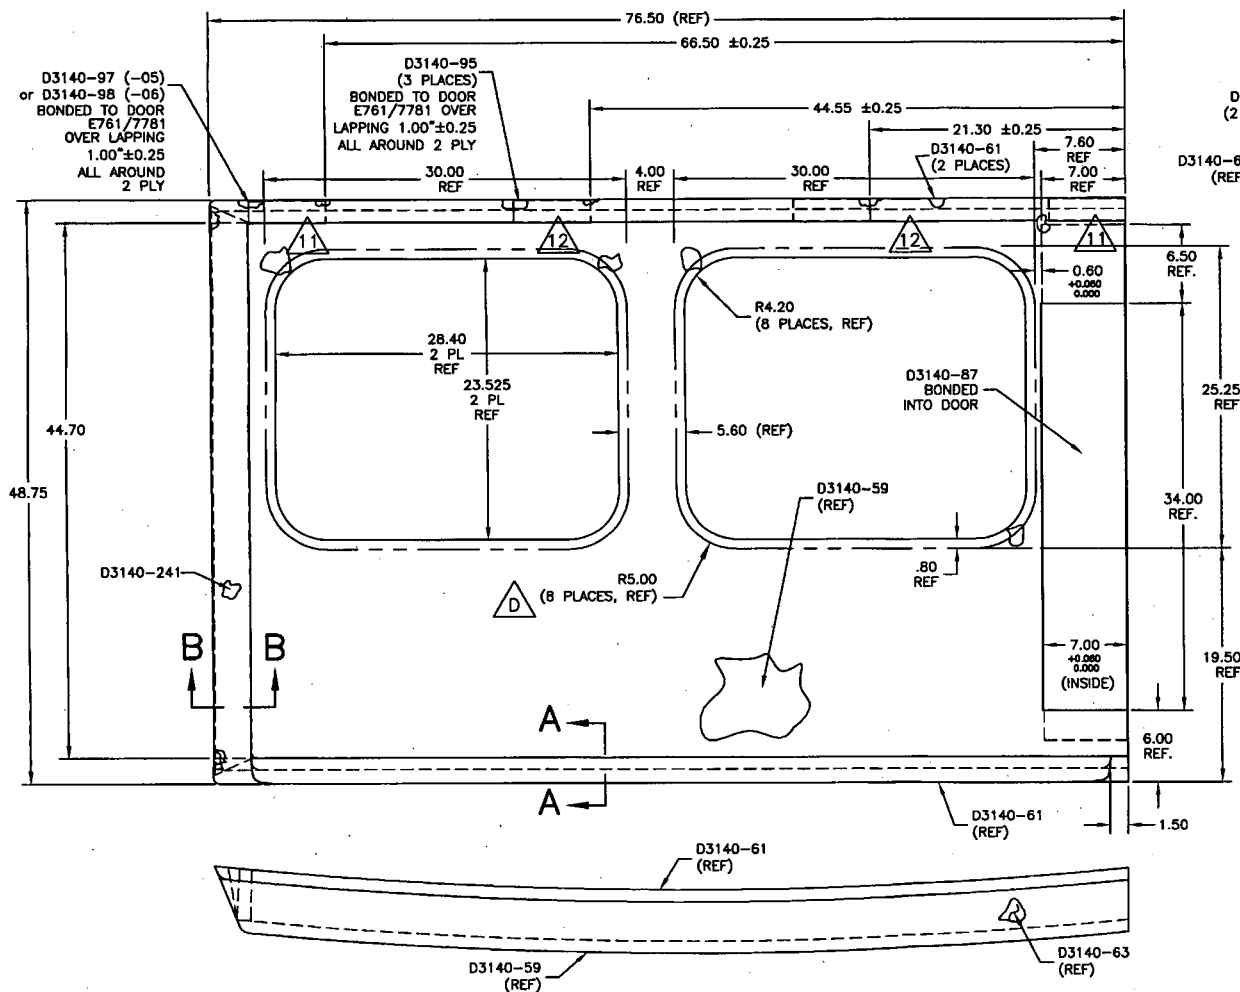 76.50 (REF)
66.50 ±0.25
D3140-97 (-05)
or D3140-98 (-06)
BONDED TO DOOR
E761/7781
OVER LAPPING
1.00"±0.25
ALL AROUND
2 PLY
D3140-95
(3 PLACES)
BONDED TO DOOR
E761/7781 OVER
LAPPING 1.00"±0.25
ALL AROUND 2 PLY
44.55 ±0.25
21.30 ±0.25
D3140-61
(2 PLACES)
7.60
REF
7.00
REF
D
(2
D3140-6
(REF
30.00
REF
4.00
REF
30.00
REF
11
12
12
11
6.50
REF.
0.60
+0.060
0.000
R4.20
(8 PLACES, REF)
28.40
2 PL
REF
23.525
2 PL
REF
D3140-87
BONDED
INTO DOOR
25.25
REF
44.70
5.60 (REF)
48.75
D3140-59
(REF)
34.00
REF.
D3140-241
.80
REF
R5.00
(8 PLACES, REF)
D
B
B
7.00
+0.060
0.000
(INSIDE)
19.50
REF
A
6.00
REF.
A
D3140-61
(REF)
1.50
D3140-61
(REF)
D3140-59
(REF)
D3140-63
(REF)